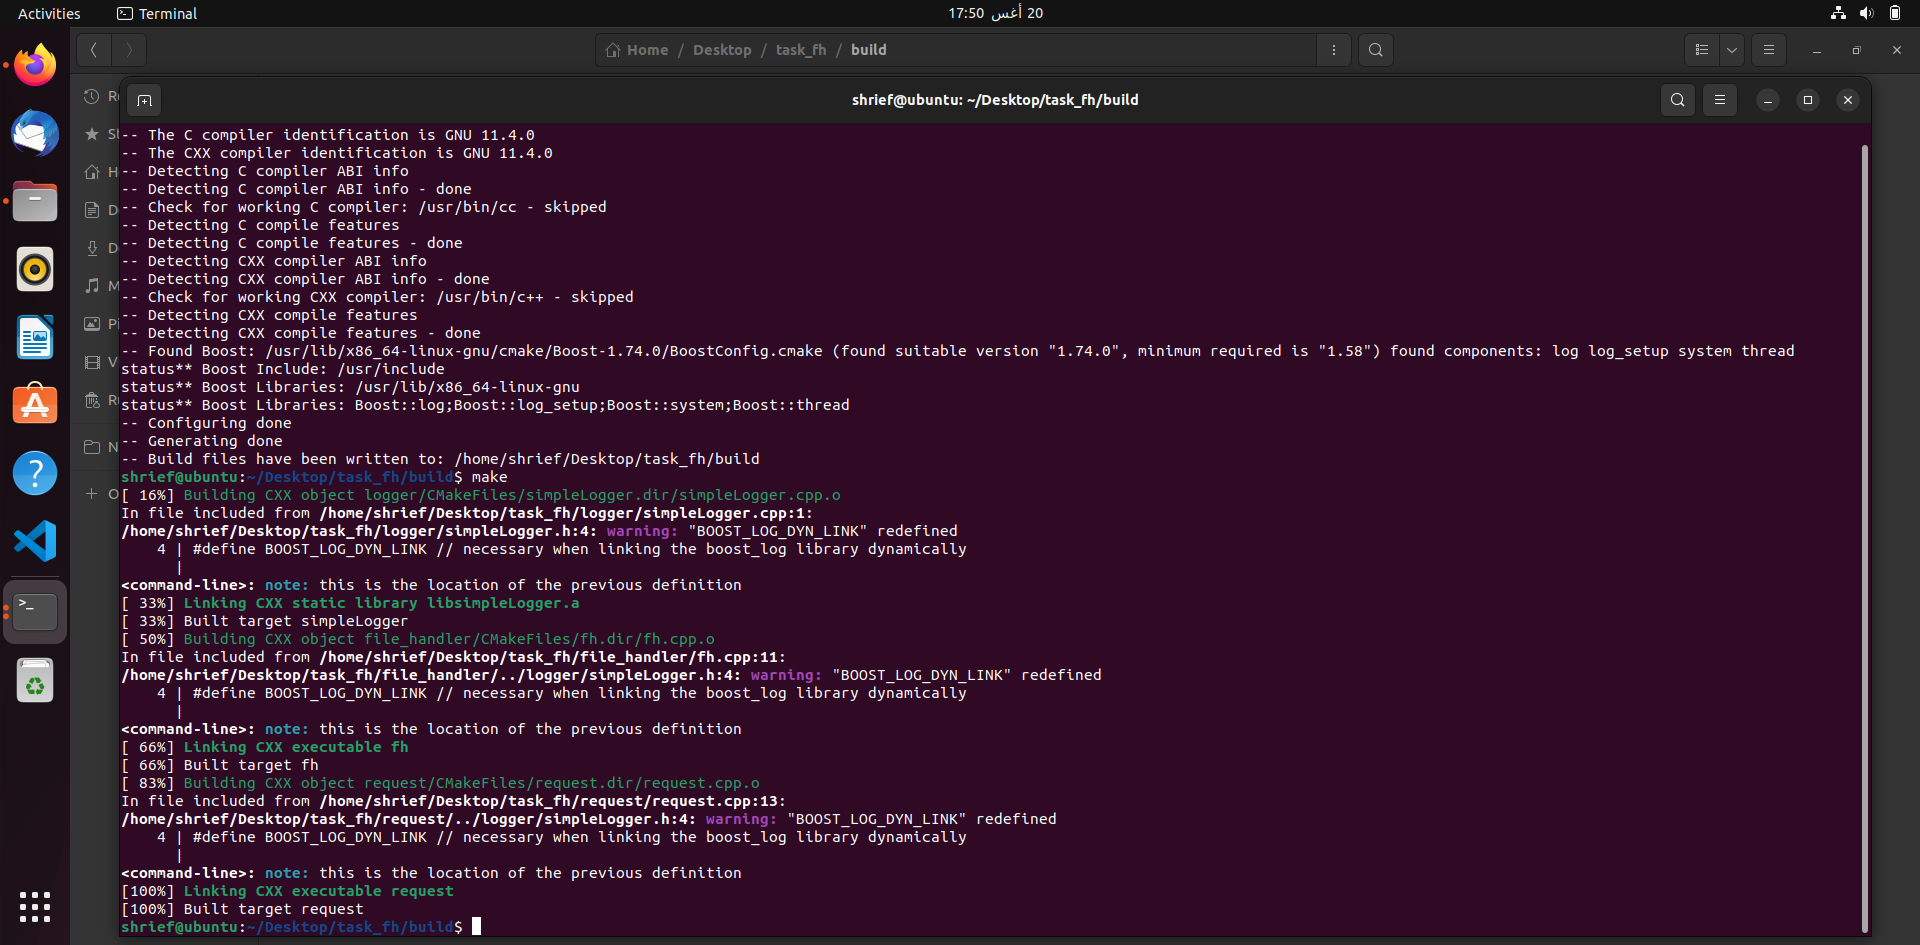 Activities
Terminal
20 أغس 17:50
Home / Desktop / task_fh / build
shrief@ubuntu: ~/Desktop/task_fh/build
-- The C compiler identification is GNU 11.4.0
-- The CXX compiler identification is GNU 11.4.0
-- Detecting C compiler ABI info
-- Detecting C compiler ABI info - done
-- Check for working C compiler: /usr/bin/cc - skipped
-- Detecting C compile features
-- Detecting C compile features - done
-- Detecting CXX compiler ABI info
-- Detecting CXX compiler ABI info - done
-- Check for working CXX compiler: /usr/bin/c++ - skipped
-- Detecting CXX compile features
-- Detecting CXX compile features - done
-- Found Boost: /usr/lib/x86_64-linux-gnu/cmake/Boost-1.74.0/BoostConfig.cmake (found suitable version "1.74.0", minimum required is "1.58") found components: log log_setup system thread
status** Boost Include: /usr/include
status** Boost Libraries: /usr/lib/x86_64-linux-gnu
status** Boost Libraries: Boost::log;Boost::log_setup;Boost::system;Boost::thread
-- Configuring done
-- Generating done
-- Build files have been written to: /home/shrief/Desktop/task_fh/build
shrief@ubuntu:~/Desktop/task_fh/build$ make
[ 16%] Building CXX object logger/CMakeFiles/simpleLogger.dir/simpleLogger.cpp.o
In file included from /home/shrief/Desktop/task_fh/logger/simpleLogger.cpp:1:
/home/shrief/Desktop/task_fh/logger/simpleLogger.h:4: warning: "BOOST_LOG_DYN_LINK" redefined
4 | #define BOOST_LOG_DYN_LINK // necessary when linking the boost_log library dynamically
|
<command-line>: note: this is the location of the previous definition
[ 33%] Linking CXX static library libsimpleLogger.a
[ 33%] Built target simpleLogger
[ 50%] Building CXX object file_handler/CMakeFiles/fh.dir/fh.cpp.o
In file included from /home/shrief/Desktop/task_fh/file_handler/fh.cpp:11:
/home/shrief/Desktop/task_fh/file_handler/../logger/simpleLogger.h:4: warning: "BOOST_LOG_DYN_LINK" redefined
4 | #define BOOST_LOG_DYN_LINK // necessary when linking the boost_log library dynamically
|
<command-line>: note: this is the location of the previous definition
[ 66%] Linking CXX executable fh
[ 66%] Built target fh
[ 83%] Building CXX object request/CMakeFiles/request.dir/request.cpp.o
In file included from /home/shrief/Desktop/task_fh/request/request.cpp:13:
/home/shrief/Desktop/task_fh/request/../logger/simpleLogger.h:4: warning: "BOOST_LOG_DYN_LINK" redefined
4 | #define BOOST_LOG_DYN_LINK // necessary when linking the boost_log library dynamically
|
<command-line>: note: this is the location of the previous definition
[100%] Linking CXX executable request
[100%] Built target request
shrief@ubuntu:~/Desktop/task_fh/build$